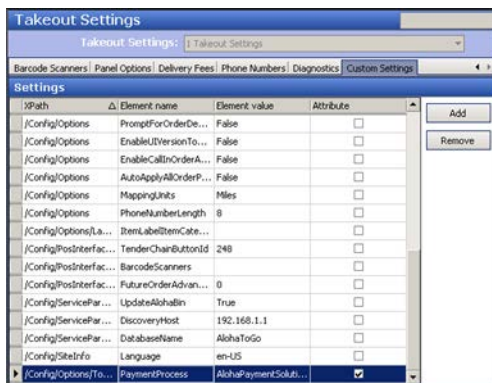 Takeout Settings
Takeout Settings: 1 Takeout Settings
Barcode Scanners Panel Options Delivery Fees Phone Numbers Diagnostics Custom Settings
Settings
XPath Element name Element value Attribute
Add
Remove
/Config/Options PromptForOrderDe... False
/Config/Options EnableUIVersionTo... False
/Config/Options EnableCallInOrderA... False
/Config/Options AutoApplyAllOrderP... False
/Config/Options MappingUnits Miles
/Config/Options PhoneNumberLength 8
/Config/Options/La... ItemLabelItemCate...
/Config/PosInterfac... TenderChainButtonId 248
/Config/PosInterfac... BarcodeScanners
/Config/PosInterfac... FutureOrderAdvan... 0
/Config/ServicePar... UpdateAlohaBin True
/Config/ServicePar... DiscoveryHost 192.168.1.1
/Config/ServicePar... DatabaseName AlohaToGo
/Config/SiteInfo Language en-US
/Config/Options/To... PaymentProcess AlohaPaymentSoluti...